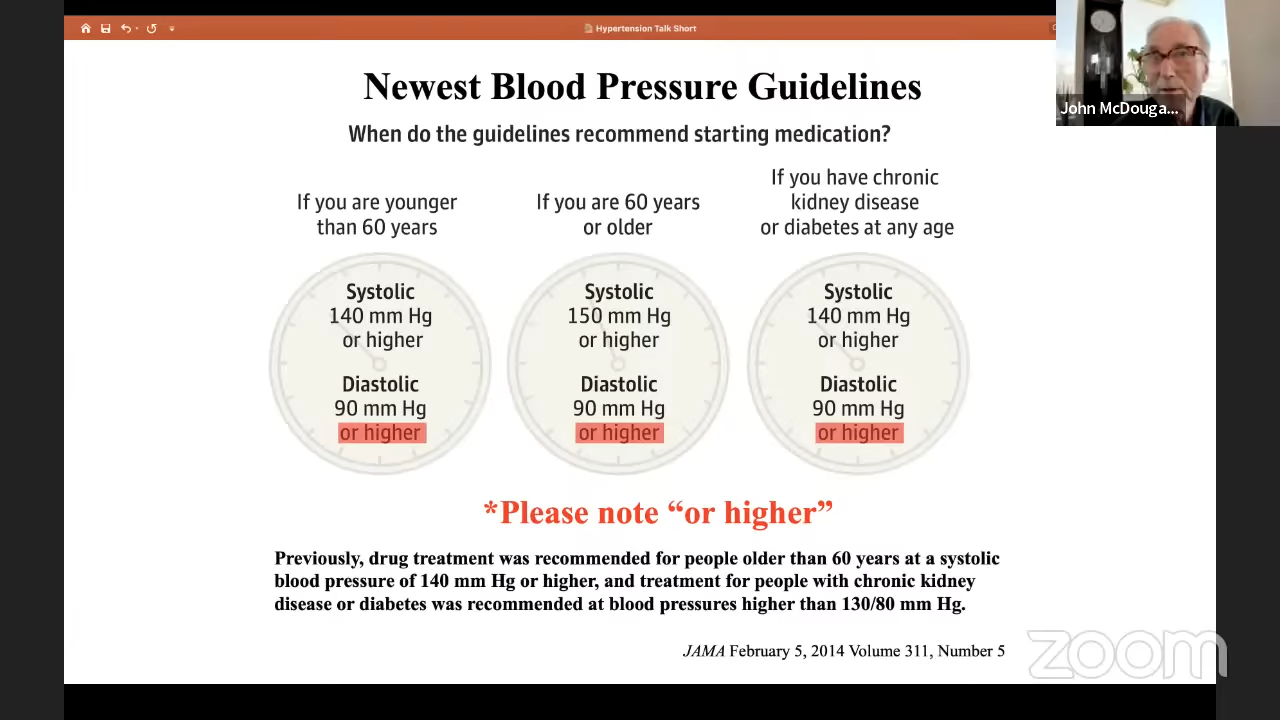 Hypertension Talk Short
John McDouga...
Newest Blood Pressure Guidelines
When do the guidelines recommend starting medication?
If you are younger
than 60 years
If you are 60 years
or older
If you have chronic
kidney disease
or diabetes at any age
Systolic
140 mm Hg
or higher
Diastolic
90 mm Hg
or higher
Systolic
150 mm Hg
or higher
Diastolic
90 mm Hg
or higher
Systolic
140 mm Hg
or higher
Diastolic
90 mm Hg
or higher
*Please note “or higher”
Previously, drug treatment was recommended for people older than 60 years at a systolic
blood pressure of 140 mm Hg or higher, and treatment for people with chronic kidney
disease or diabetes was recommended at blood pressures higher than 130/80 mm Hg.
JAMA February 5, 2014 Volume 311, Number 5
zoom